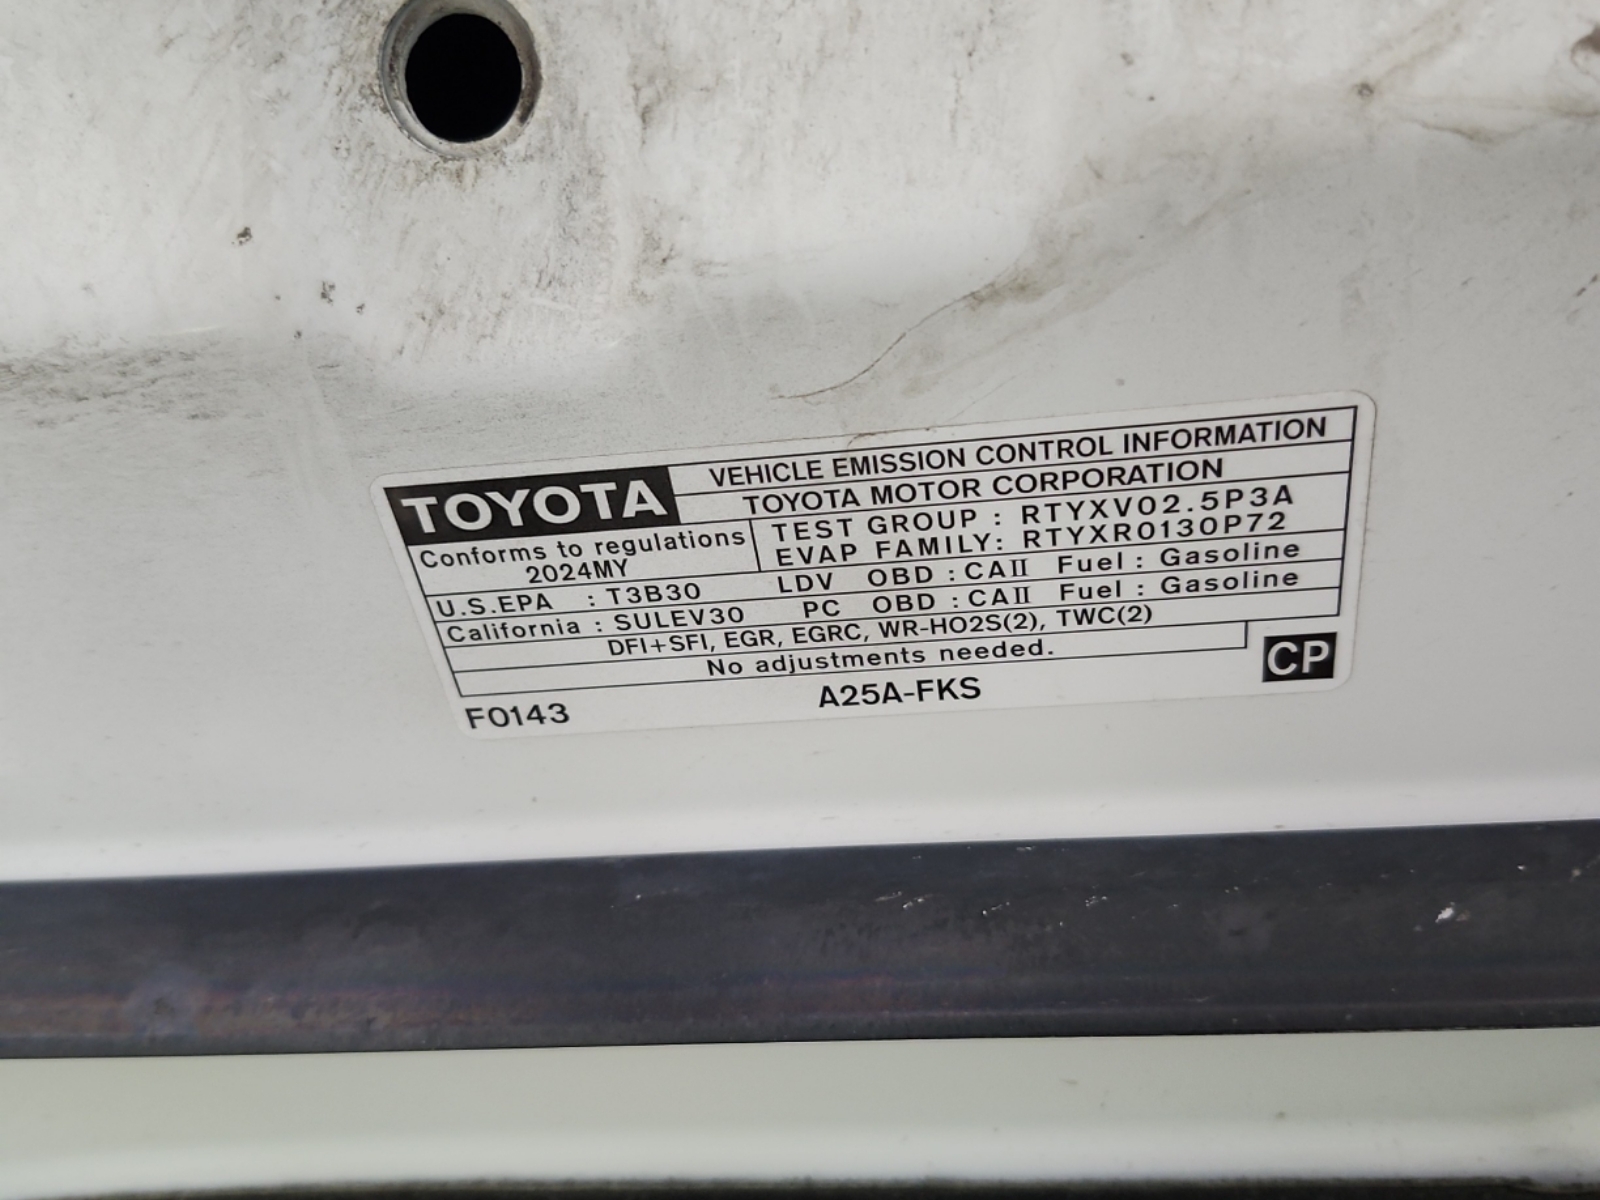 TOYOTA
VEHICLE EMISSION CONTROL INFORMATION
TOYOTA MOTOR CORPORATION
Conforms to regulations
2024MY
TEST GROUP : RTYXV02.5P3A
EVAP FAMILY: RTYXR0130P72
U.S.EPA : T3B30 LDV OBD : CAII Fuel : Gasoline
California : SULEV30 PC OBD : CAII Fuel : Gasoline
DFI+SFI, EGR, EGRC, WR-HO2S(2), TWC(2)
No adjustments needed.
CP
F0143
A25A-FKS